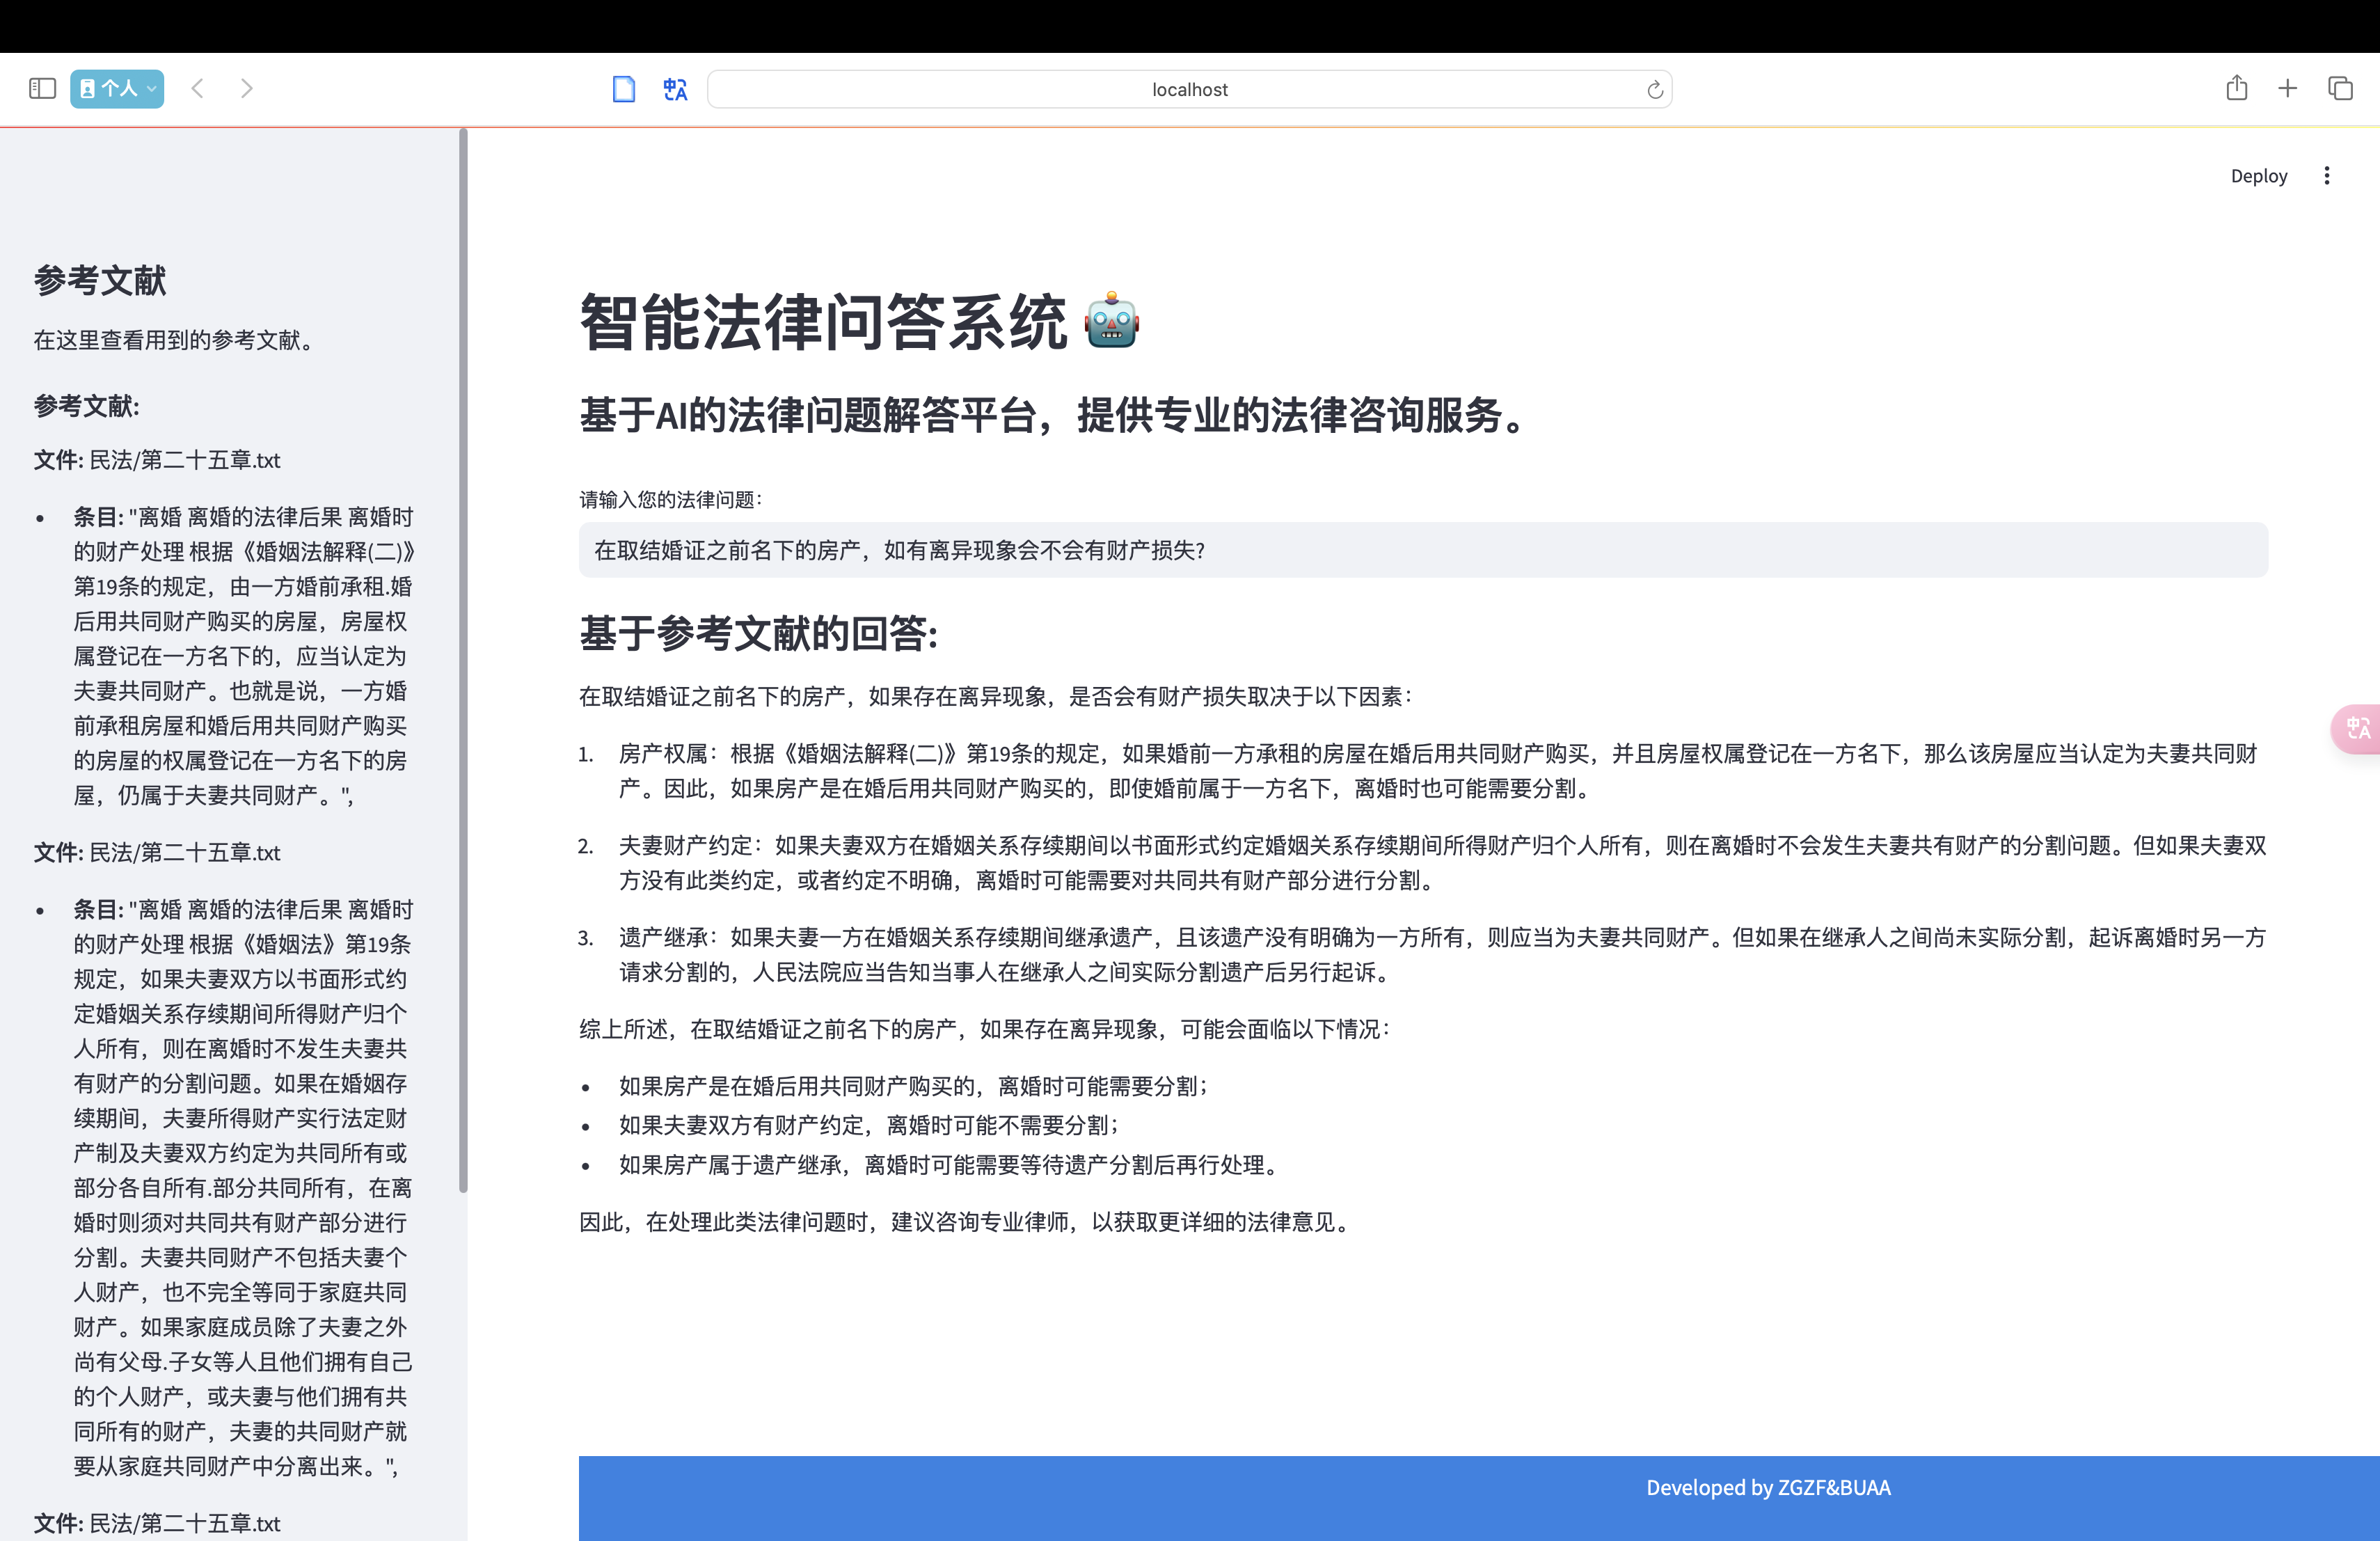 个人
localhost
Deploy
参考文献
在这里查看用到的参考文献。
参考文献:
文件: 民法/第二十五章.txt
条目: "离婚 离婚的法律后果 离婚时
的财产处理 根据《婚姻法解释(二)》
第19条的规定，由一方婚前承租.婚
后用共同财产购买的房屋，房屋权
属登记在一方名下的，应当认定为
夫妻共同财产。也就是说，一方婚
前承租房屋和婚后用共同财产购买
的房屋的权属登记在一方名下的房
屋，仍属于夫妻共同财产。",
文件: 民法/第二十五章.txt
条目: "离婚 离婚的法律后果 离婚时
的财产处理 根据《婚姻法》第19条
规定，如果夫妻双方以书面形式约
定婚姻关系存续期间所得财产归个
人所有，则在离婚时不发生夫妻共
有财产的分割问题。如果在婚姻存
续期间，夫妻所得财产实行法定财
产制及夫妻双方约定为共同所有或
部分各自所有.部分共同所有，在离
婚时则须对共同共有财产部分进行
分割。夫妻共同财产不包括夫妻个
人财产，也不完全等同于家庭共同
财产。如果家庭成员除了夫妻之外
尚有父母.子女等人且他们拥有自己
的个人财产，或夫妻与他们拥有共
同所有的财产，夫妻的共同财产就
要从家庭共同财产中分离出来。",
文件: 民法/第二十五章.txt
智能法律问答系统
基于AI的法律问题解答平台，提供专业的法律咨询服务。
请输入您的法律问题：
在取结婚证之前名下的房产，如有离异现象会不会有财产损失?
基于参考文献的回答:
在取结婚证之前名下的房产，如果存在离异现象，是否会有财产损失取决于以下因素：
1. 房产权属：根据《婚姻法解释(二)》第19条的规定，如果婚前一方承租的房屋在婚后用共同财产购买，并且房屋权属登记在一方名下，那么该房屋应当认定为夫妻共同财
产。因此，如果房产是在婚后用共同财产购买的，即使婚前属于一方名下，离婚时也可能需要分割。
2. 夫妻财产约定：如果夫妻双方在婚姻关系存续期间以书面形式约定婚姻关系存续期间所得财产归个人所有，则在离婚时不会发生夫妻共有财产的分割问题。但如果夫妻双
方没有此类约定，或者约定不明确，离婚时可能需要对共同共有财产部分进行分割。
3. 遗产继承：如果夫妻一方在婚姻关系存续期间继承遗产，且该遗产没有明确为一方所有，则应当为夫妻共同财产。但如果在继承人之间尚未实际分割，起诉离婚时另一方
请求分割的，人民法院应当告知当事人在继承人之间实际分割遗产后另行起诉。
综上所述，在取结婚证之前名下的房产，如果存在离异现象，可能会面临以下情况：
如果房产是在婚后用共同财产购买的，离婚时可能需要分割；
如果夫妻双方有财产约定，离婚时可能不需要分割；
如果房产属于遗产继承，离婚时可能需要等待遗产分割后再行处理。
因此，在处理此类法律问题时，建议咨询专业律师，以获取更详细的法律意见。
Developed by ZGZF&BUAA